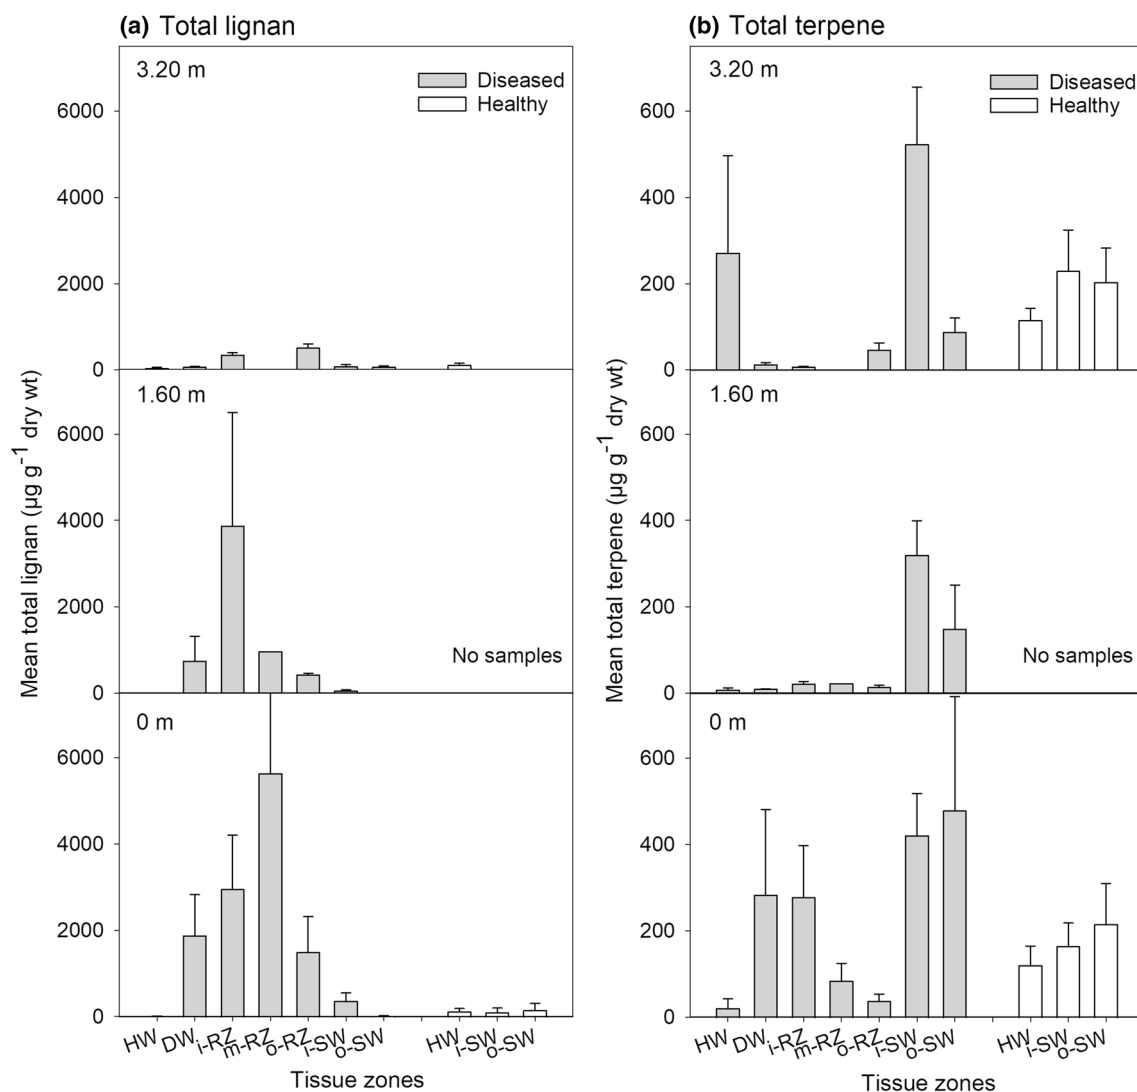 (a) Total lignan
3.20 m
Diseased
Healthy
6000
4000
2000
0
1.60 m
6000
4000
2000
0
No samples
0 m
6000
4000
2000
0
Mean total lignan (µg g-1 dry wt)
HW DW i-RZ m-RZ o-RZ I-SW o-SW HW I-SW o-SW
Tissue zones
(b) Total terpene
3.20 m
Diseased
Healthy
600
400
200
0
1.60 m
600
400
200
0
No samples
0 m
600
400
200
0
Mean total terpene (µg g-1 dry wt)
HW DW i-RZ m-RZ o-RZ I-SW o-SW HW I-SW o-SW
Tissue zones